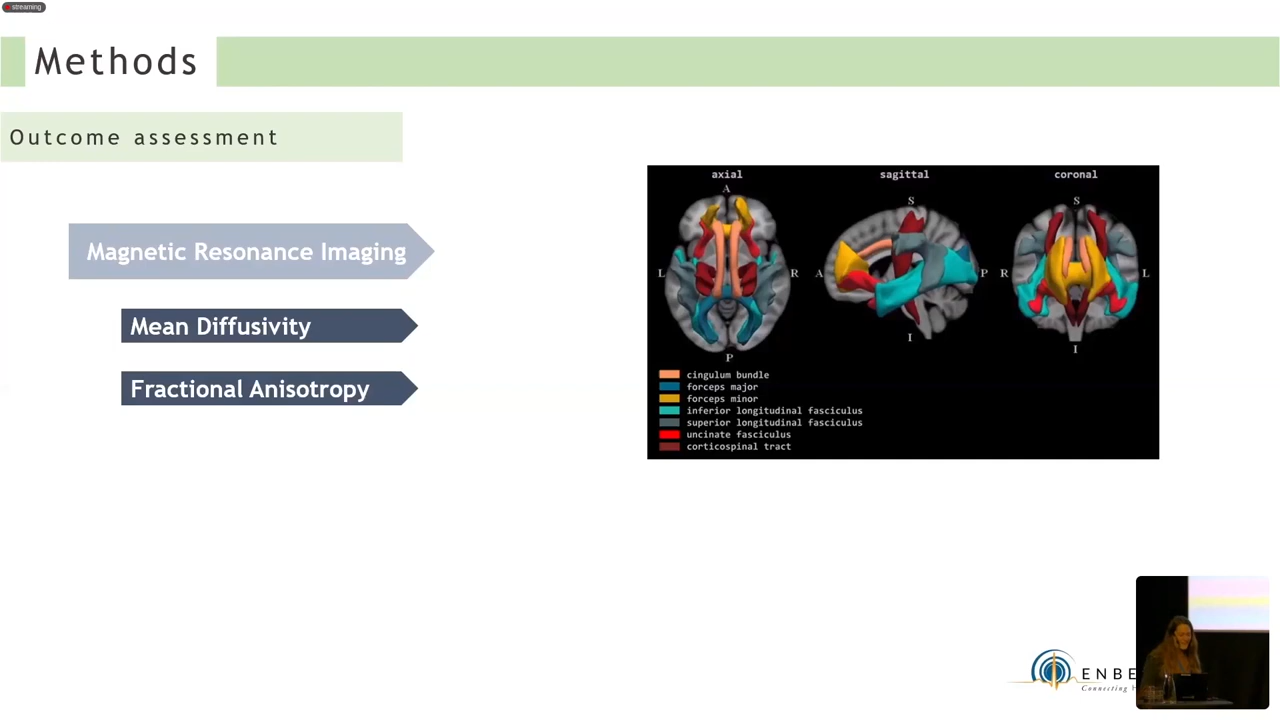 streaming
Methods
Outcome assessment
Magnetic Resonance Imaging
Mean Diffusivity
Fractional Anisotropy
axial
sagittal
coronal
A
S
S
L
R
A
P
R
L
P
I
I
cingulum bundle
forceps major
forceps minor
inferior longitudinal fasciculus
superior longitudinal fasciculus
uncinate fasciculus
corticospinal tract
ENBE
Connecting